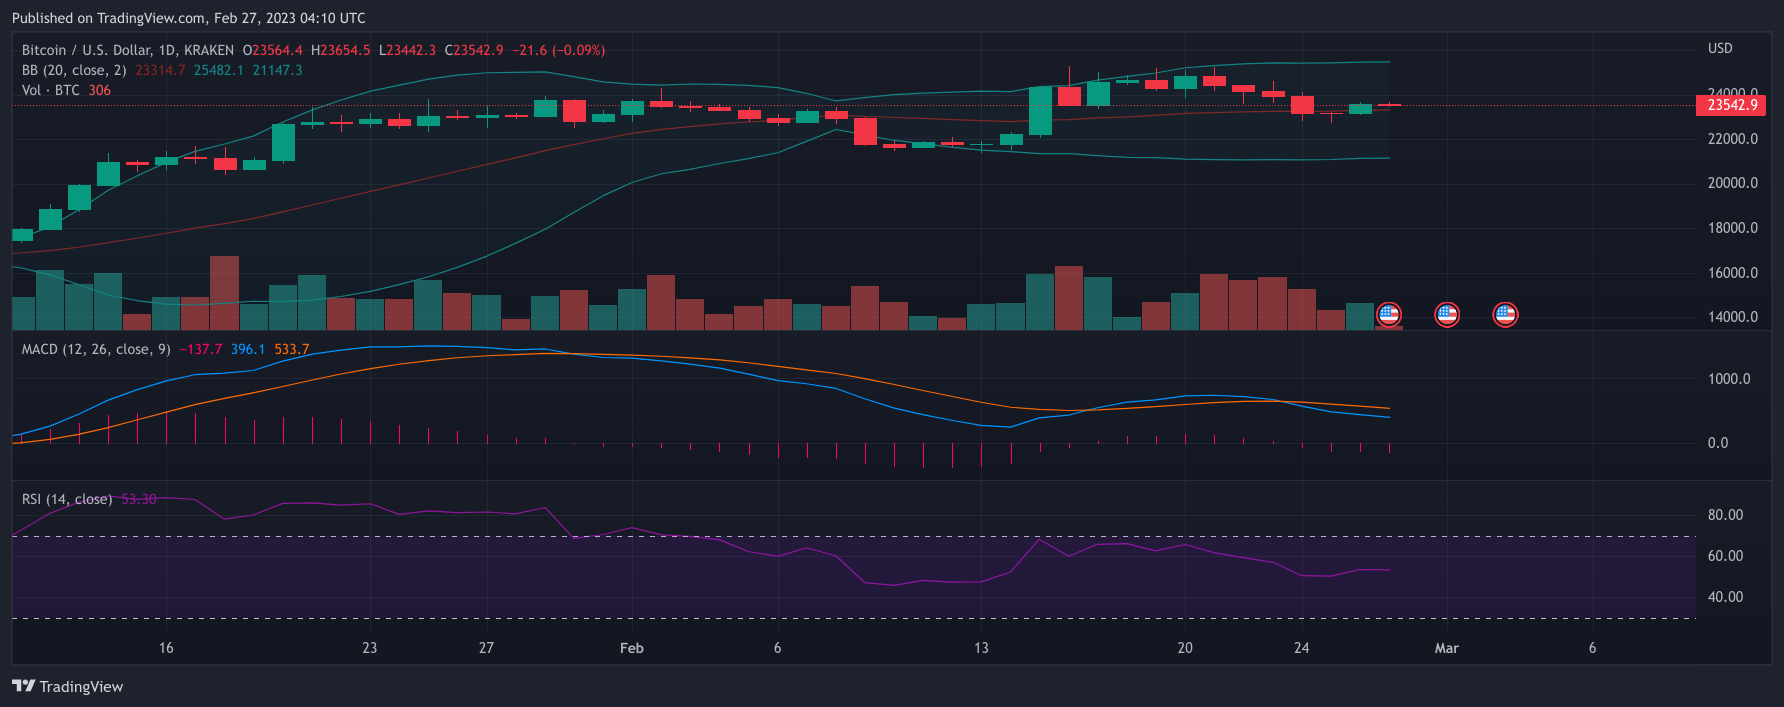 Published on TradingView.com, Feb 27, 2023 04:10 UTC
Bitcoin / U.S. Dollar, 1D, KRAKEN O23564.4 H23654.5 L23442.3 C23542.9 −21.6 (−0.09%)
BB (20, close, 2) 23314.7 25482.1 21147.3
Vol · BTC 306
USD
24000.0
23542.9
22000.0
20000.0
18000.0
16000.0
14000.0
MACD (12, 26, close, 9) −137.7 396.1 533.7
1000.0
0.0
RSI (14, close) 53.30
80.00
60.00
40.00
16 23 27 Feb 6 13 20 24 Mar 6
TradingView